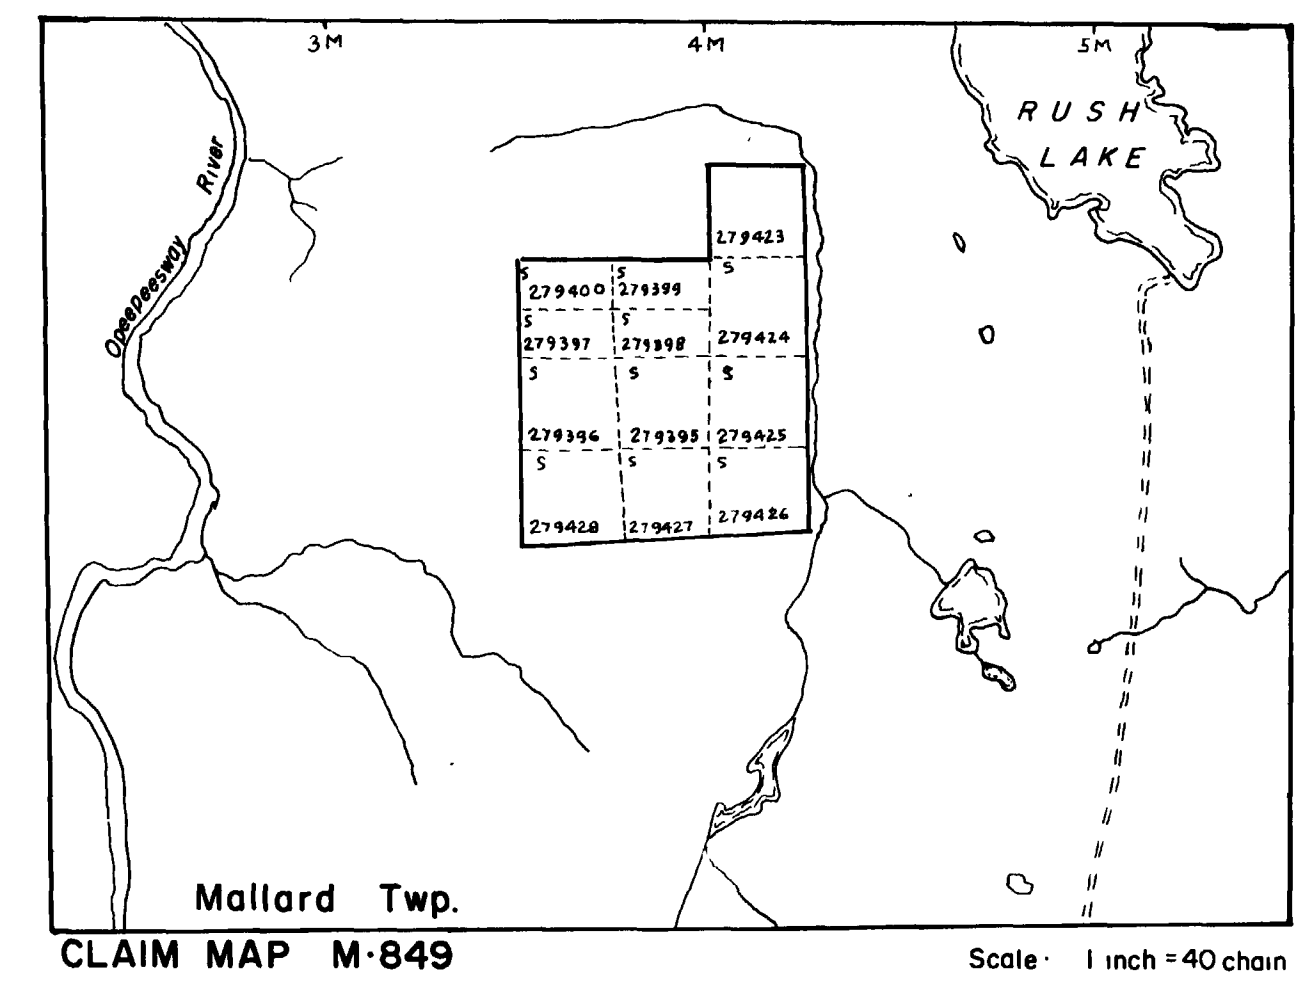 3M 4M 5M
RUSH
LAKE
River
Opeepeesway
279423
S S S
279400 279399
S S
279397 279398 279424
S S S
279396 279395 279425
S S S
279428 279427 279426
Mallard Twp.
CLAIM MAP M·849
Scale · 1 inch = 40 chain